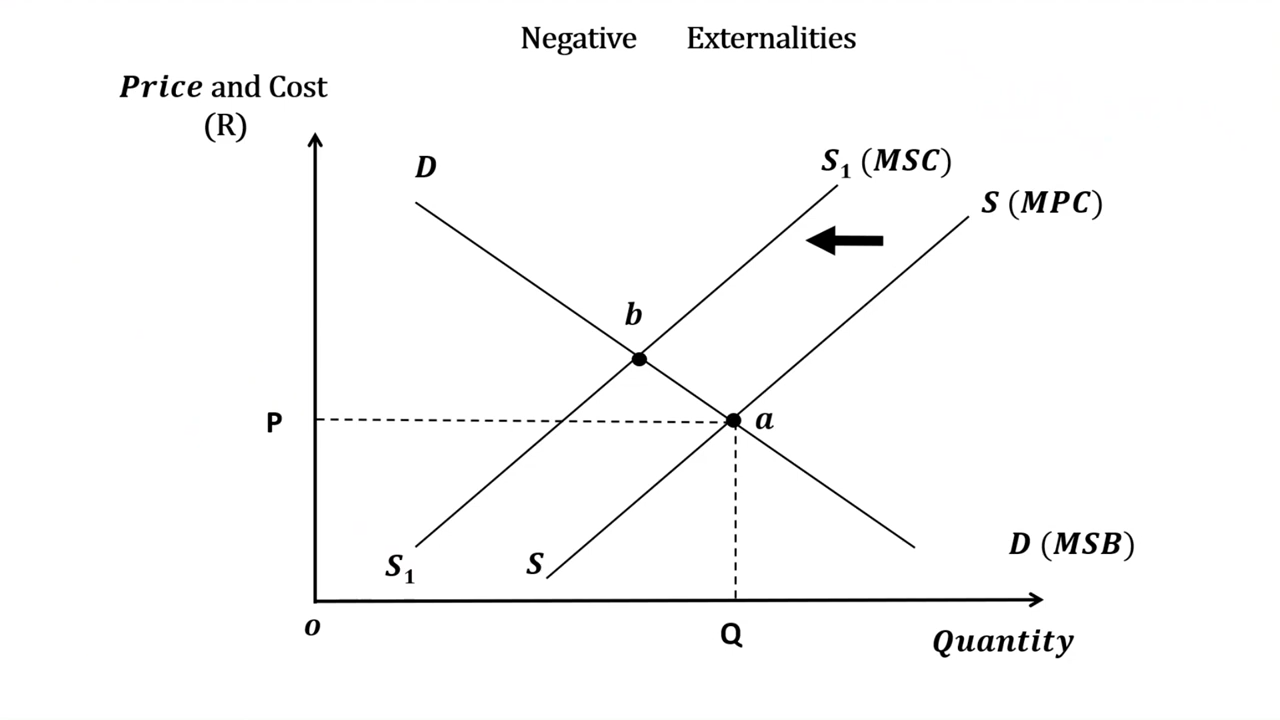 Negative Externalities
Price and Cost
(R)
D
S₁ (MSC)
S (MPC)
b
P
a
S₁
S
D (MSB)
o
Q
Quantity